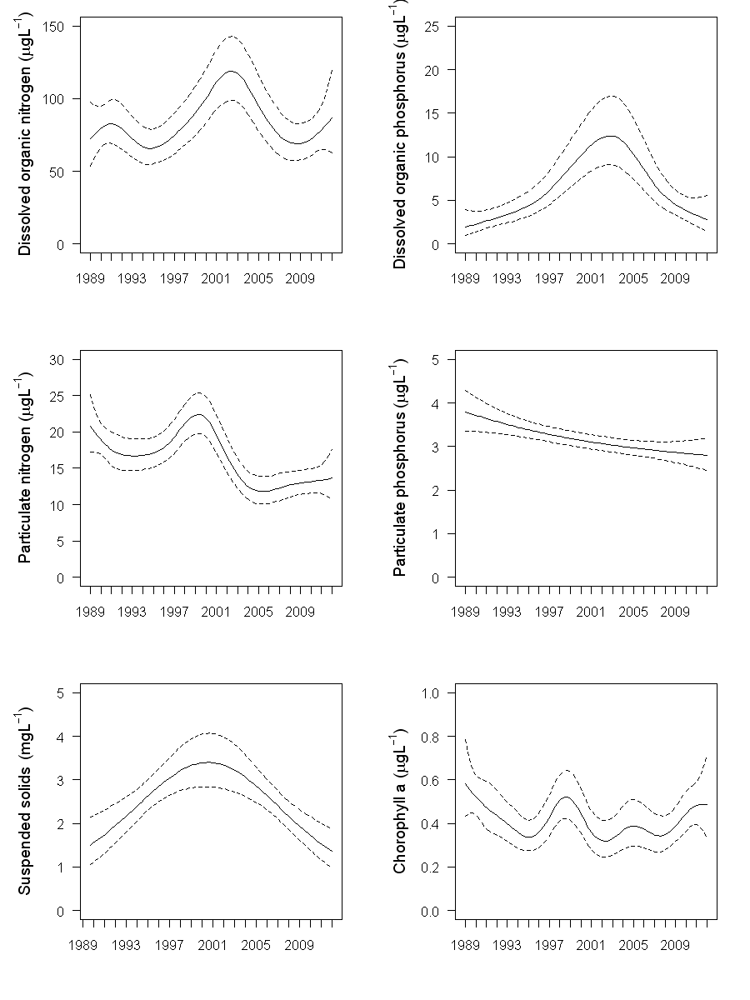 Dissolved organic nitrogen (μgL⁻¹)
150
100
50
0
1989 1993 1997 2001 2005 2009
Dissolved organic phosphorus (μgL⁻¹)
25
20
15
10
5
0
1989 1993 1997 2001 2005 2009
Particulate nitrogen (μgL⁻¹)
30
25
20
15
10
5
0
1989 1993 1997 2001 2005 2009
Particulate phosphorus (μgL⁻¹)
5
4
3
2
1
0
1989 1993 1997 2001 2005 2009
Suspended solids (mgL⁻¹)
5
4
3
2
1
0
1989 1993 1997 2001 2005 2009
Chorophyll a (μgL⁻¹)
1.0
0.8
0.6
0.4
0.2
0.0
1989 1993 1997 2001 2005 2009